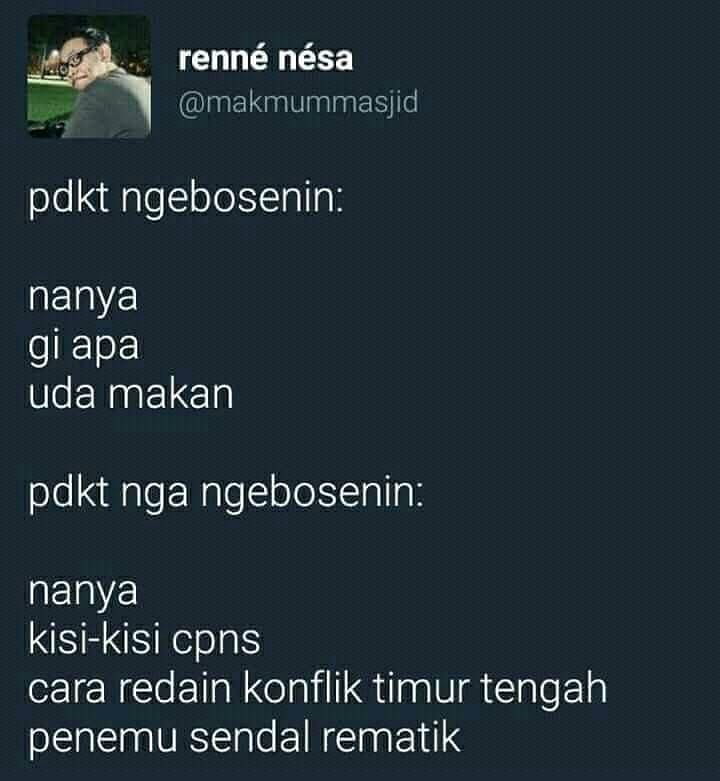 renné nésa
@makmummasjid
pdkt ngebosenin:
nanya
gi apa
uda makan
pdkt nga ngebosenin:
nanya
kisi-kisi cpns
cara redain konflik timur tengah
penemu sendal rematik